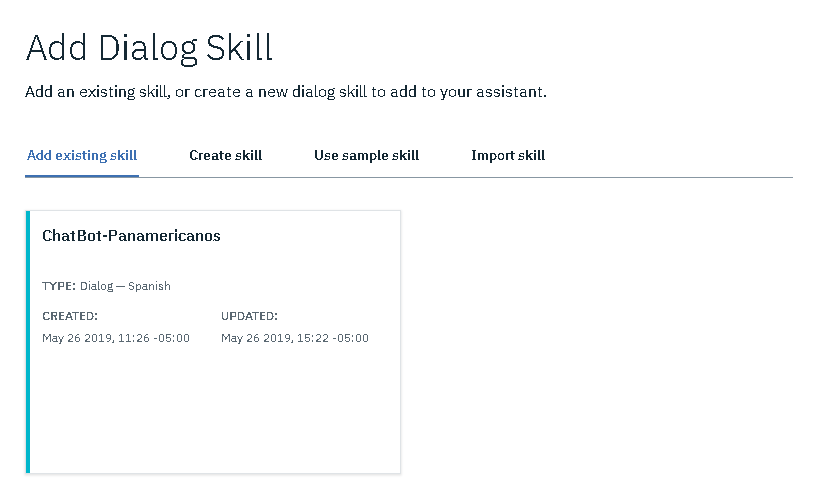 Add Dialog Skill
Add an existing skill, or create a new dialog skill to add to your assistant.
Add existing skill Create skill Use sample skill Import skill
ChatBot-Panamericanos
TYPE: Dialog — Spanish
CREATED: UPDATED:
May 26 2019, 11:26 -05:00 May 26 2019, 15:22 -05:00